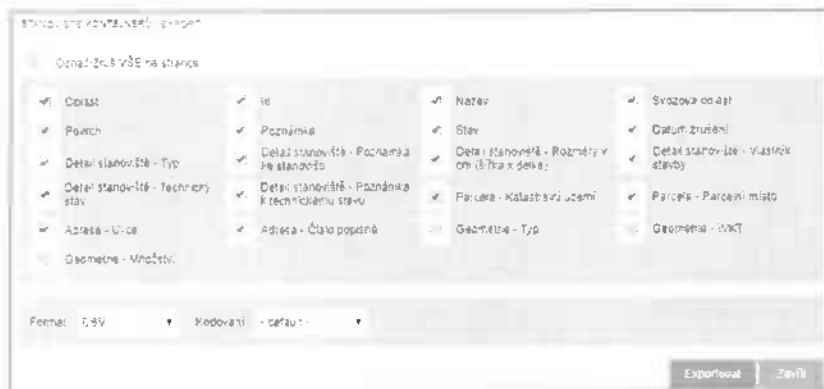 STANOVIŠTĚ KONTEJNERŮ - EXPORT
Označ/zruš VŠE na stránce
Oblast Id Název Svozová oblast
Povrch Poznámka Stav Datum zrušení
Detail stanoviště - Typ Detail stanoviště - Poznámka ke stanovišti Detail stanoviště - Rozměry v cm (šířka x délka) Detail stanoviště - Vlastník stavby
Detail stanoviště - Technický stav Detail stanoviště - Poznámka k technickému stavu Parcela - Katastrální území Parcela - Parcelní místo
Adresa - Ulice Adresa - Číslo popisné Geometrie - Typ Geometrie - WKT
Geometrie - Množství
Formát CSV Kódování - default -
Exportovat Zavřít